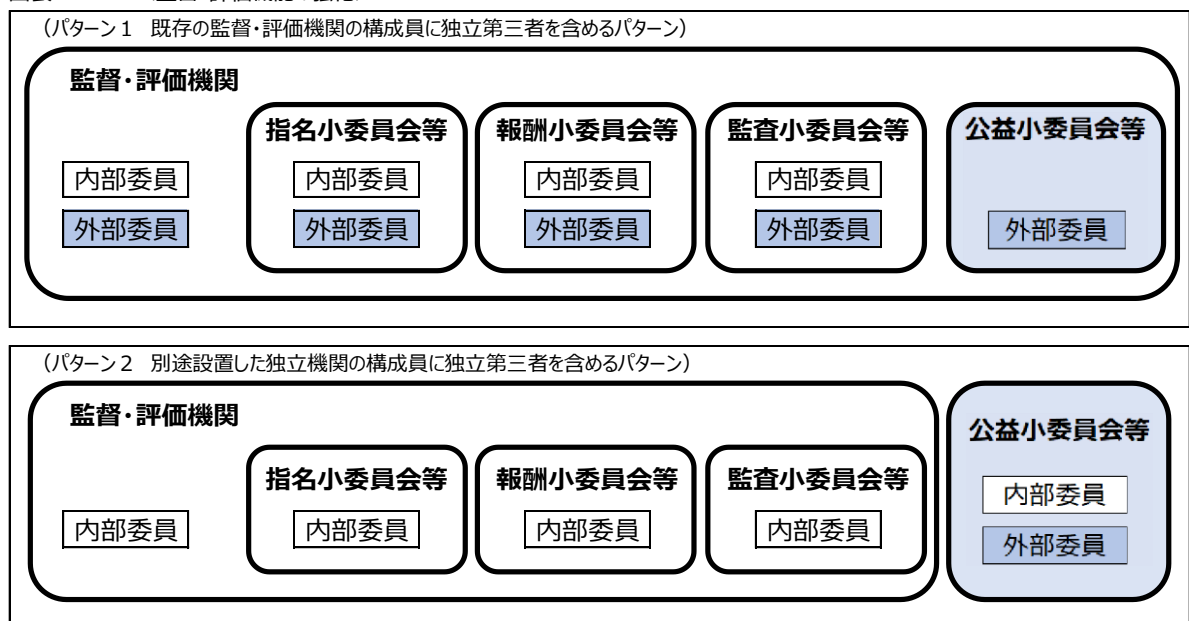 (パターン1 既存の監督・評価機関の構成員に独立第三者を含めるパターン)
監督・評価機関
指名小委員会等 報酬小委員会等 監査小委員会等 公益小委員会等
内部委員 内部委員 内部委員 内部委員
外部委員 外部委員 外部委員 外部委員 外部委員
(パターン2 別途設置した独立機関の構成員に独立第三者を含めるパターン)
監督・評価機関
公益小委員会等
指名小委員会等 報酬小委員会等 監査小委員会等
内部委員
内部委員 内部委員 内部委員 内部委員
外部委員